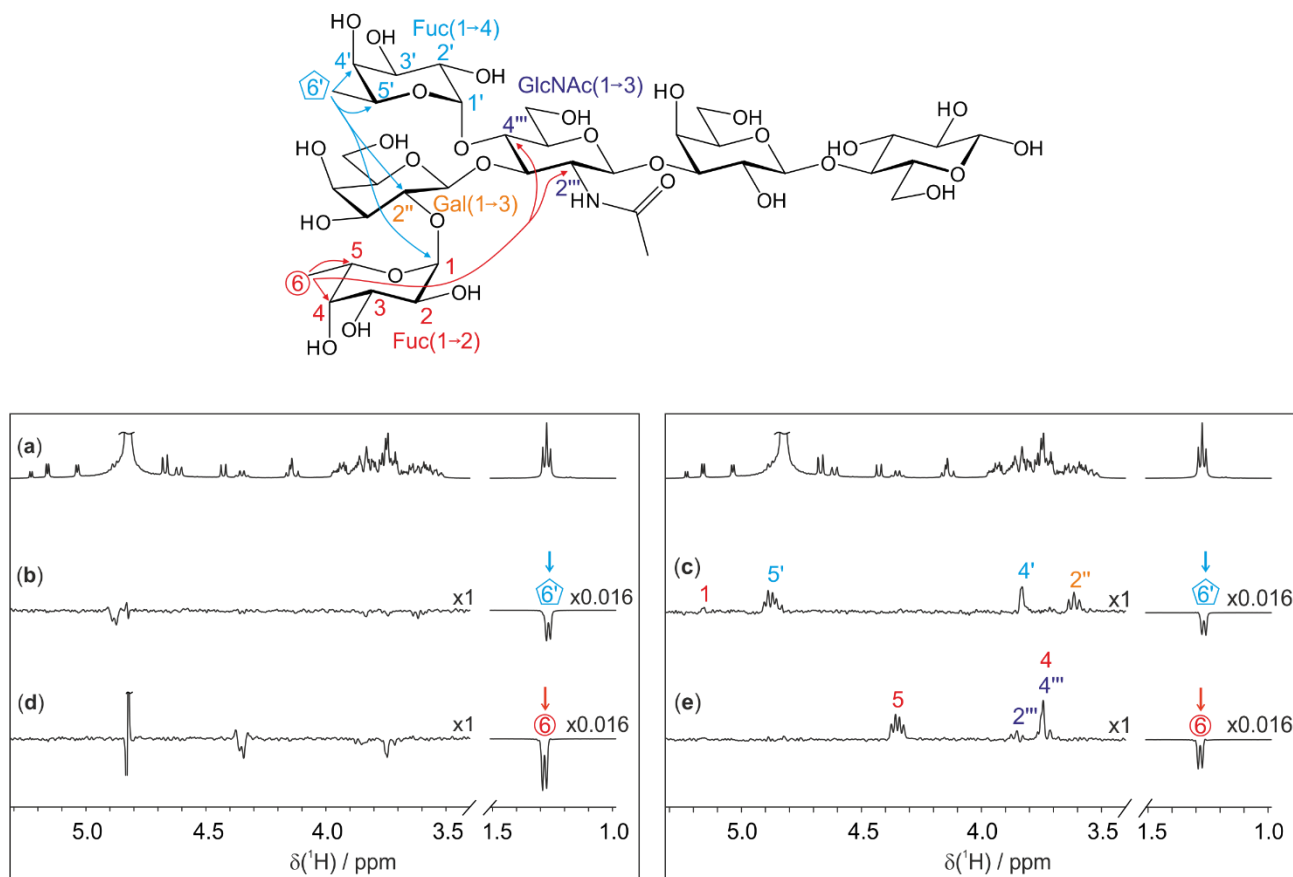 HO
Fuc(1→4)
HO
4'
3'
2'
OH
6'
5'
O
1'
GlcNAc(1→3)
OH
HO
OH
OH
4'''
O
O
HO
HO
O
O
O
O
O
HO
OH
HO
2''
Gal(1→3)
2'''
HN
O
OH
O
OH
HO
O
5
O
1
6
OH
4
3
2
OH
HO
Fuc(1→2)
(a)
(b)
x1
6'
x0.016
(d)
x1
6
x0.016
5.0 4.5 4.0 3.5 1.5 1.0
δ(¹H) / ppm
(a)
(c)
1
5'
4'
2''
x1
6'
x0.016
(e)
5
2'''
4
4'''
x1
6
x0.016
5.0 4.5 4.0 3.5 1.5 1.0
δ(¹H) / ppm